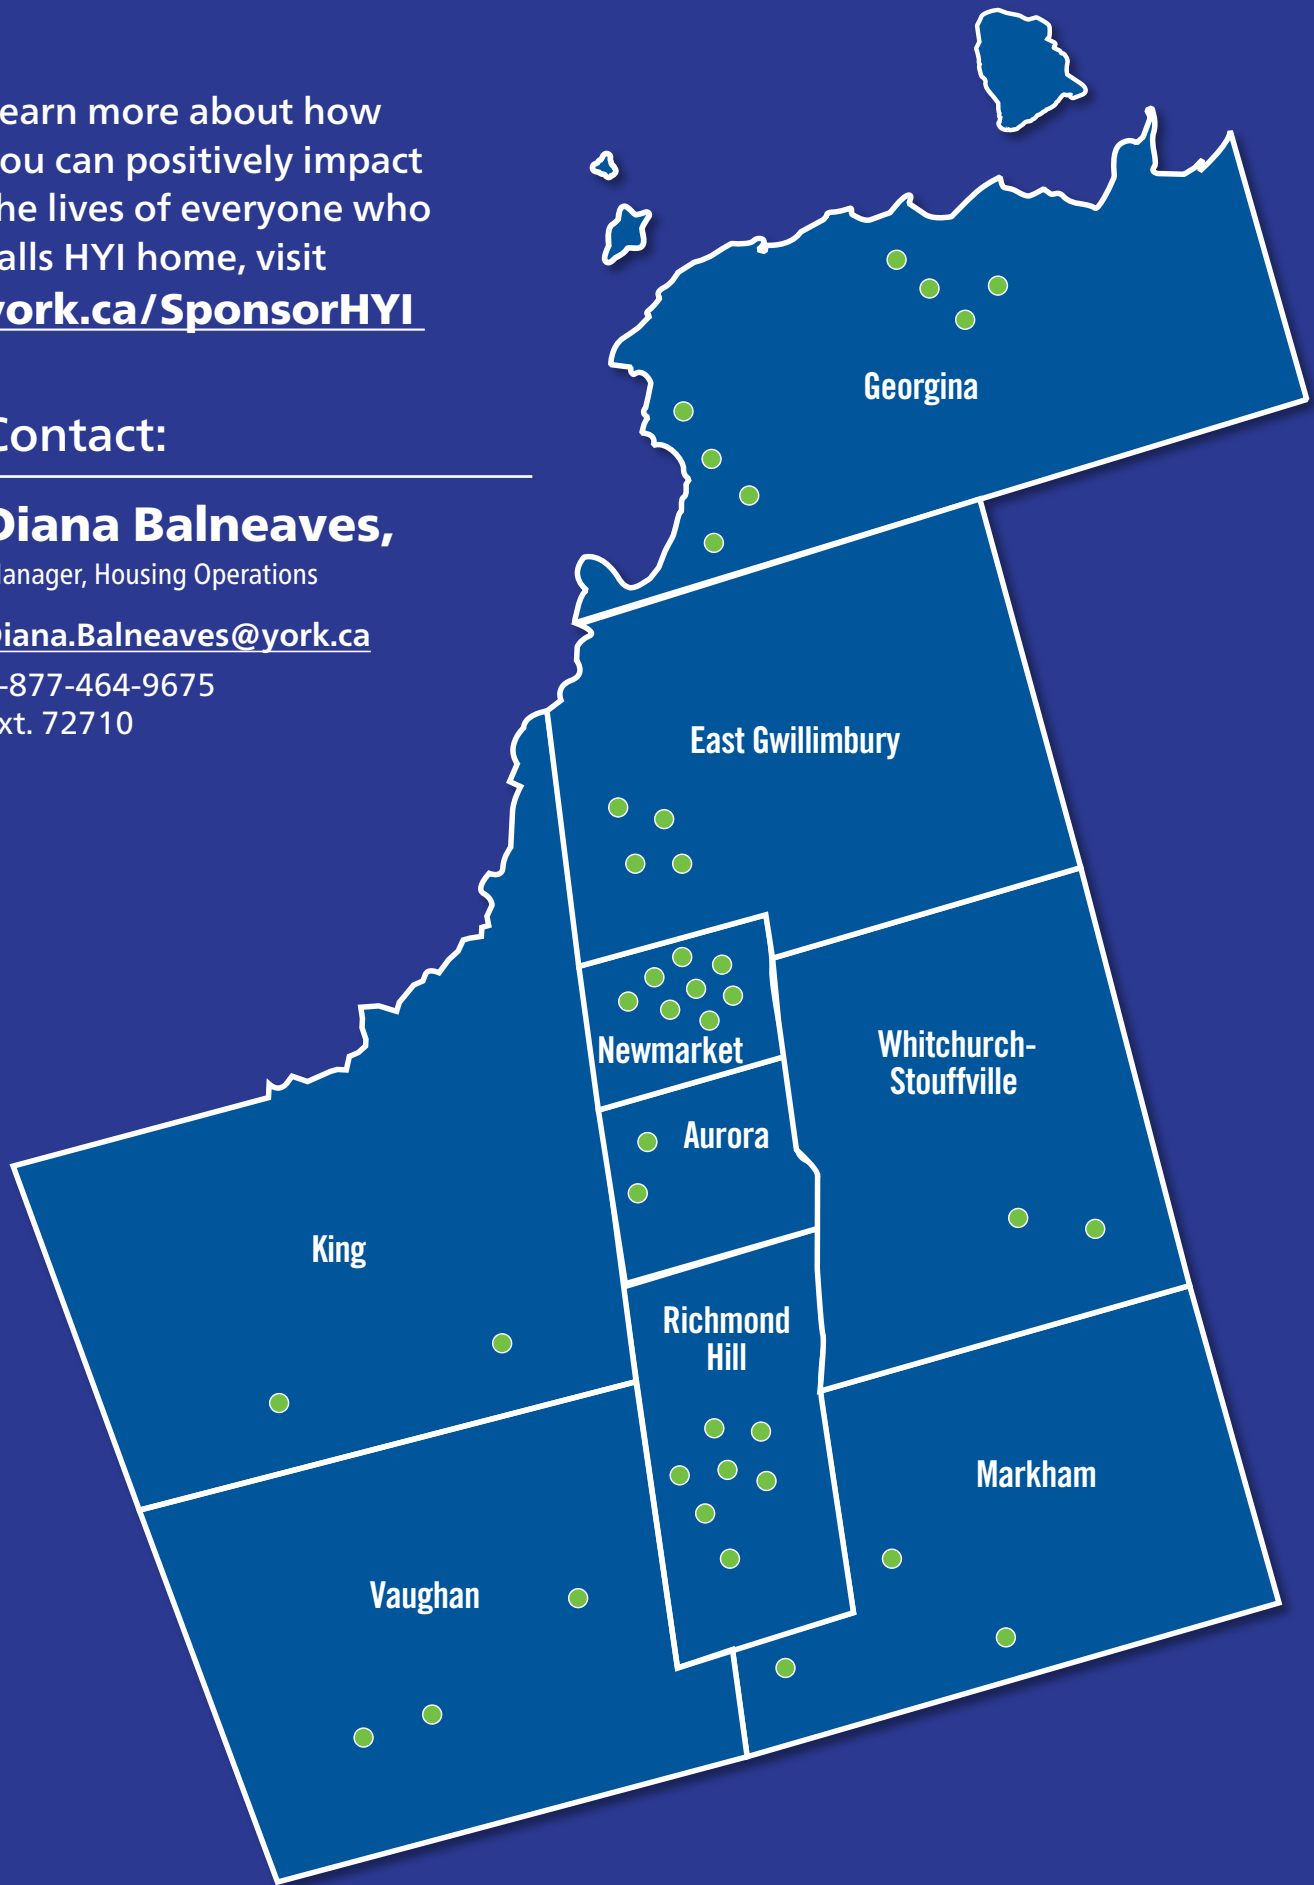 earn more about how
ou can positively impact
he lives of everyone who
alls HYI home, visit
york.ca/SponsorHYI
Contact:
Diana Balneaves,
Manager, Housing Operations
Diana.Balneaves@york.ca
-877-464-9675
xt. 72710
Georgina
East Gwillimbury
Newmarket
Whitchurch-
Stouffville
Aurora
King
Richmond
Hill
Markham
Vaughan